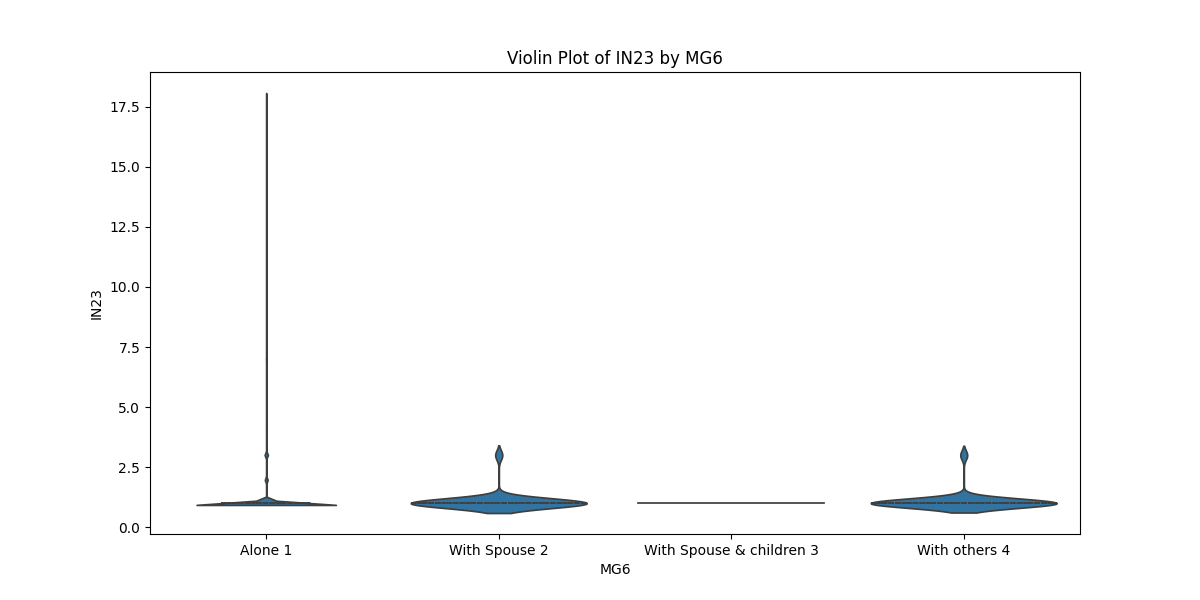 Violin Plot of IN23 by MG6
17.5
15.0
12.5
10.0
7.5
5.0
2.5
0.0
IN23
Alone 1
With Spouse 2
With Spouse & children 3
With others 4
MG6